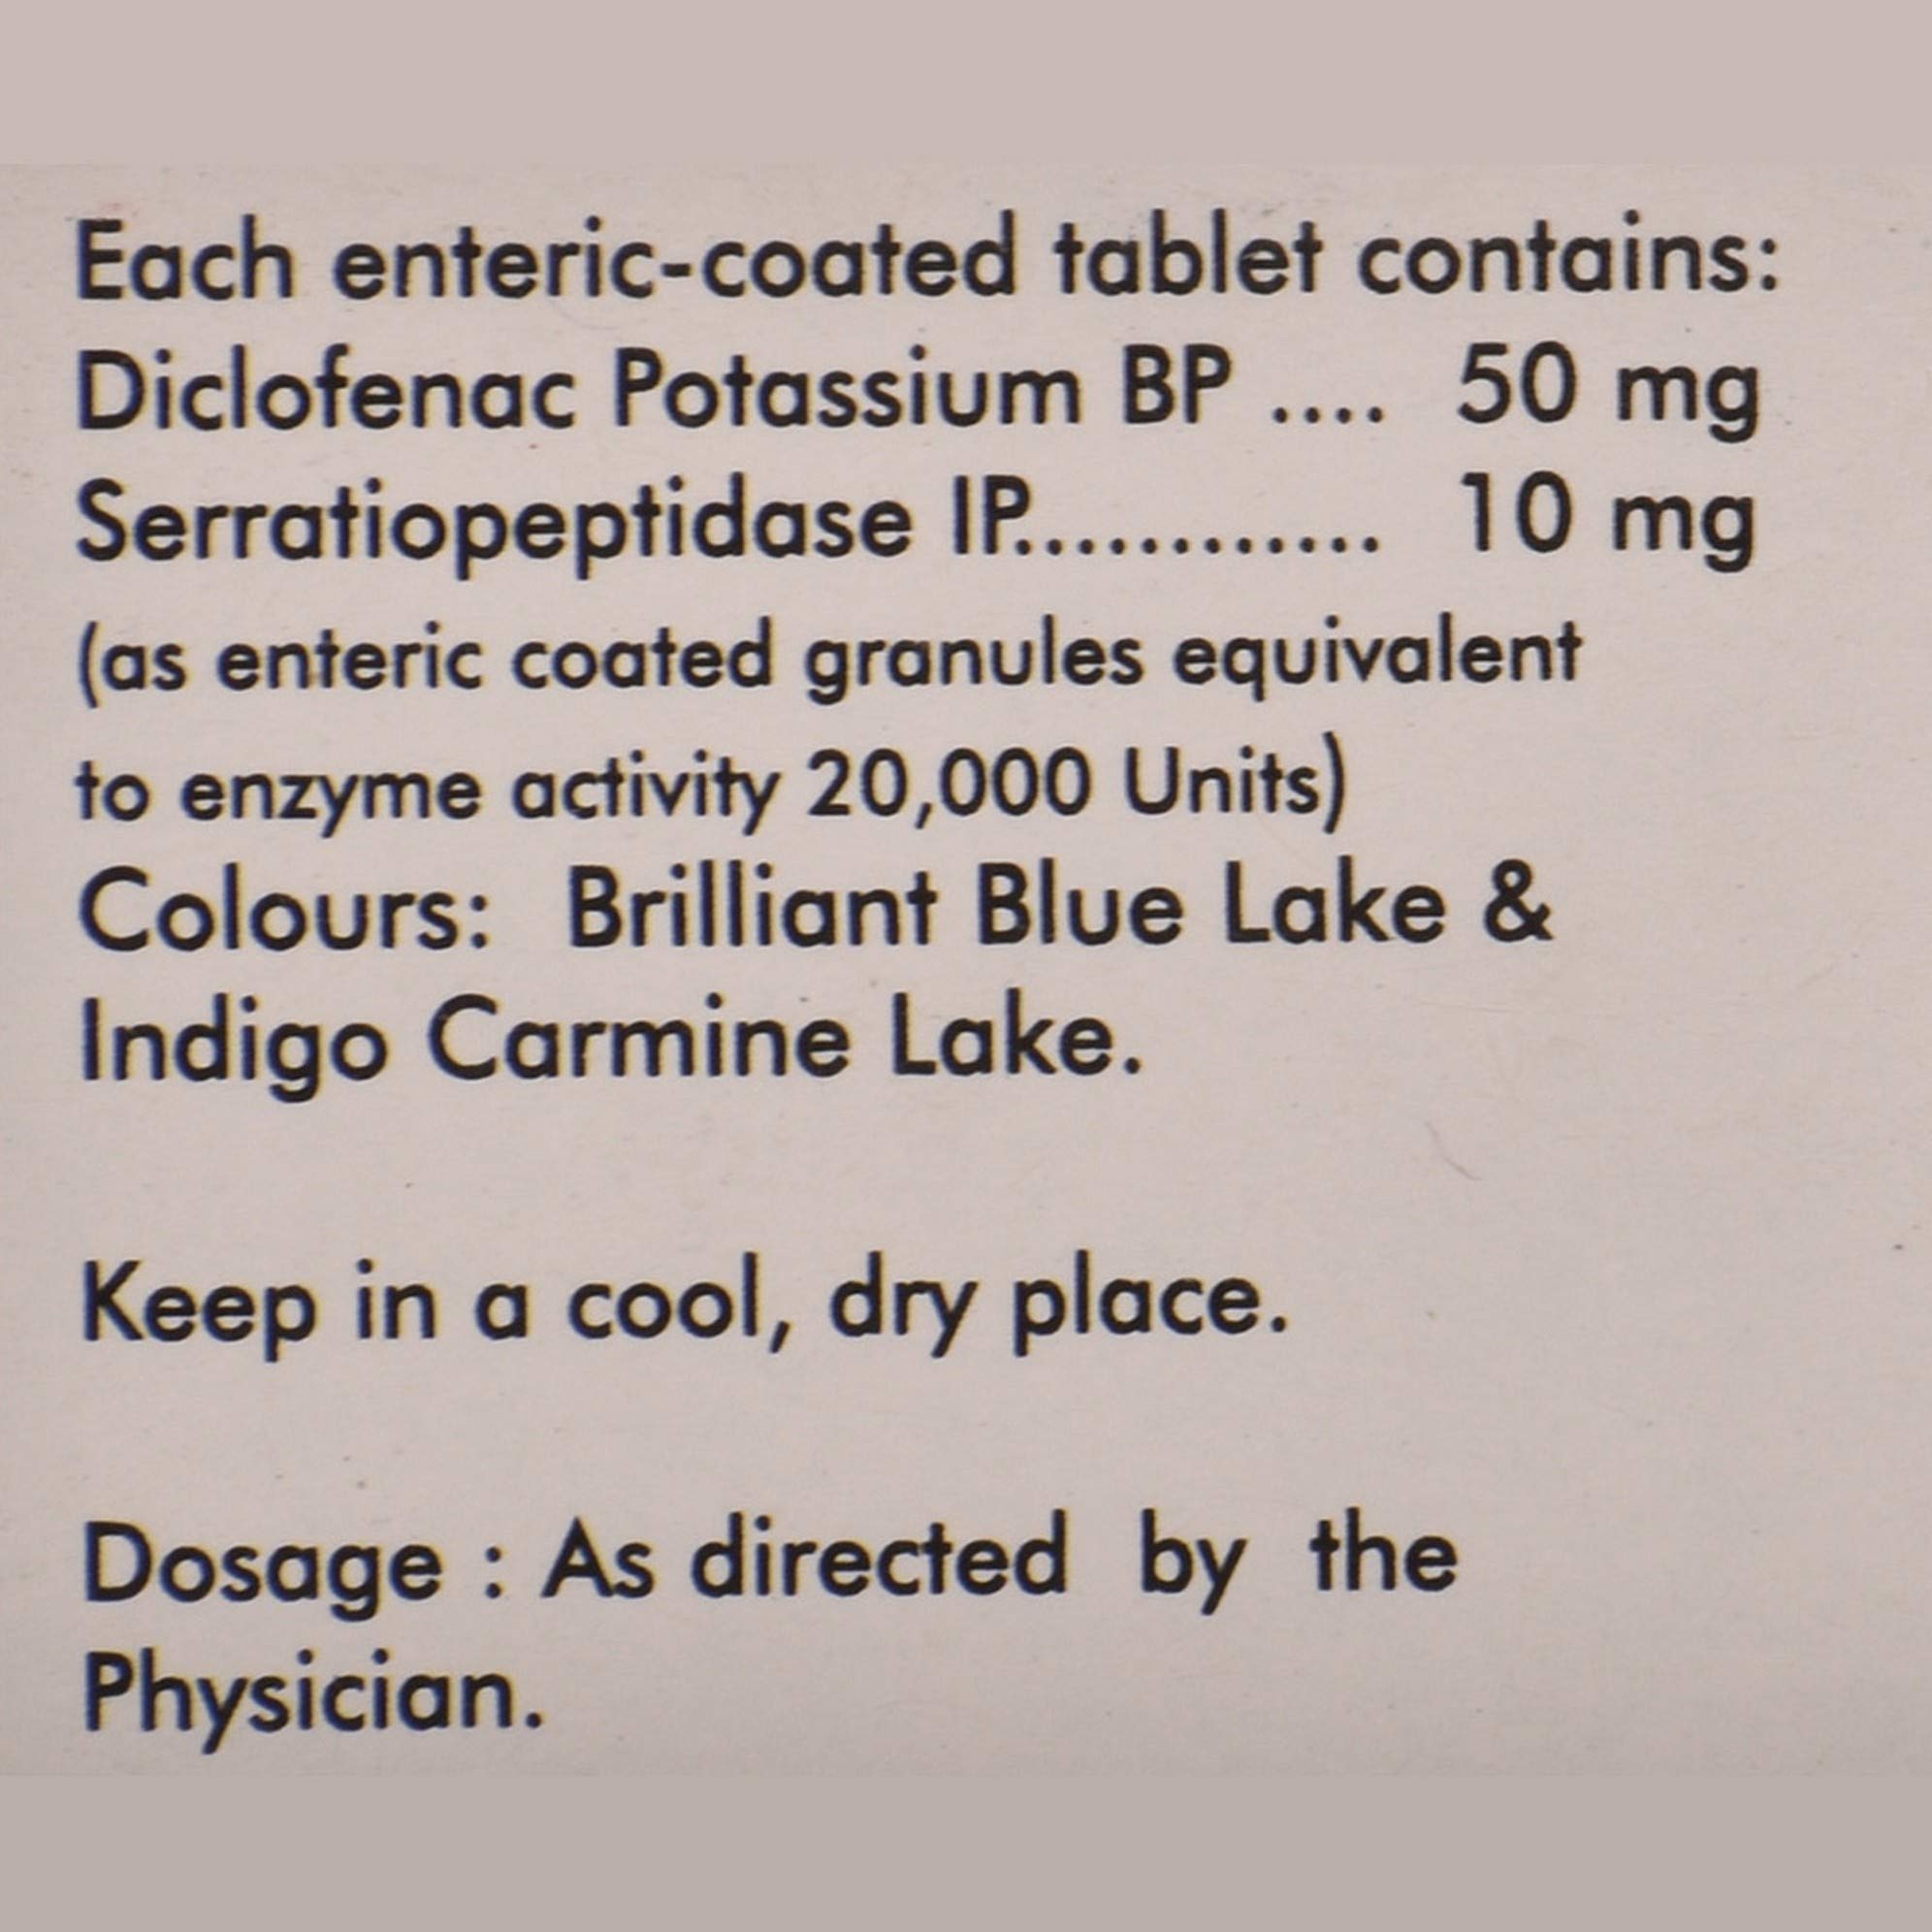 Each enteric-coated tablet contains:
Diclofenac Potassium BP .... 50 mg
Serratiopeptidase IP............. 10 mg
(as enteric coated granules equivalent
to enzyme activity 20,000 Units)
Colours: Brilliant Blue Lake &
Indigo Carmine Lake.
Keep in a cool, dry place.
Dosage : As directed by the
Physician.